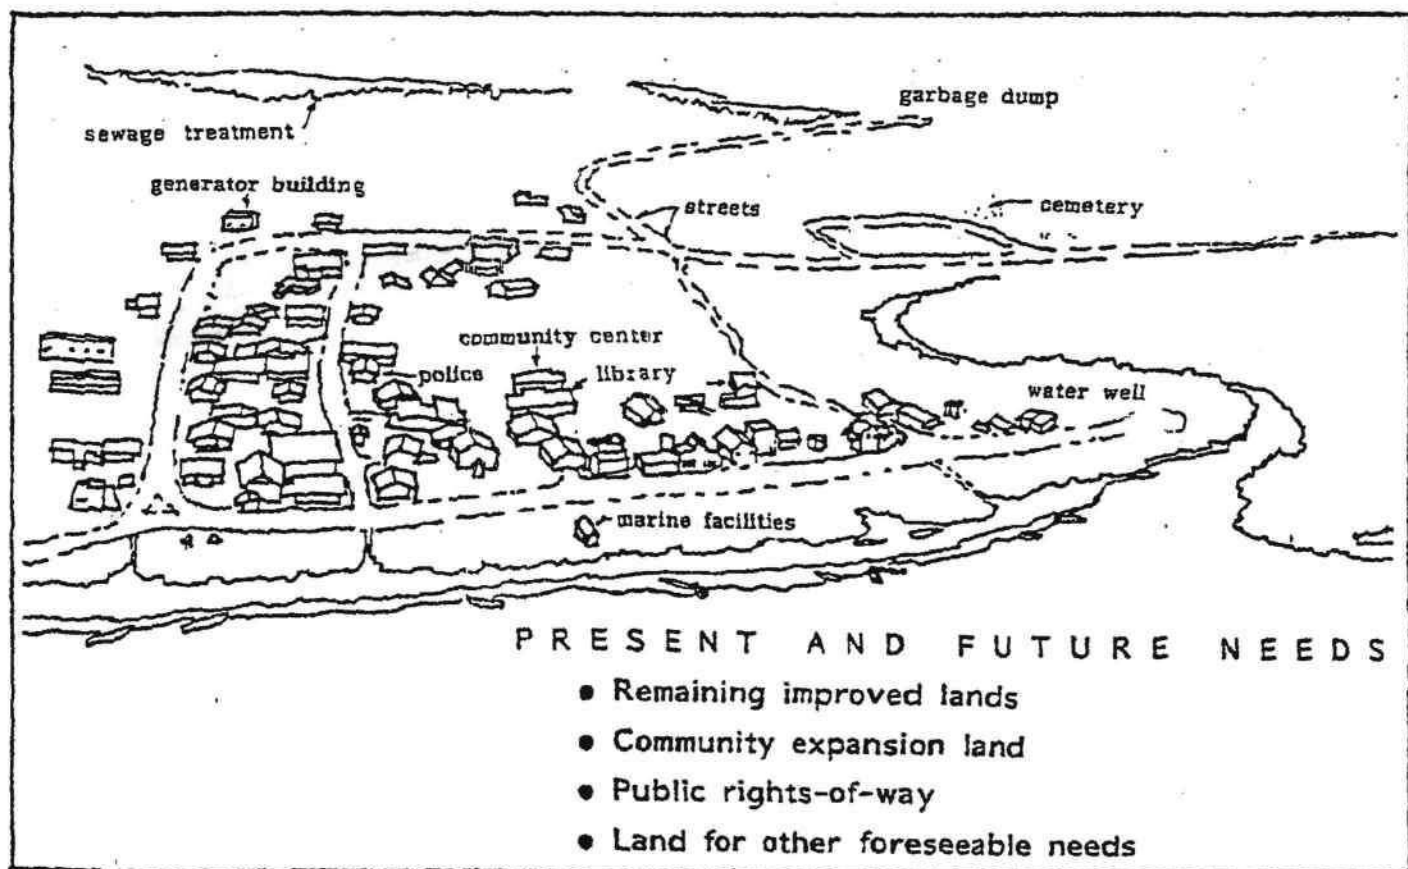 garbage dump
sewage treatment
generator building
streets
cemetery
community center
police
library
water well
marine facilities
PRESENT AND FUTURE NEEDS
• Remaining improved lands
• Community expansion land
• Public rights-of-way
• Land for other foreseeable needs